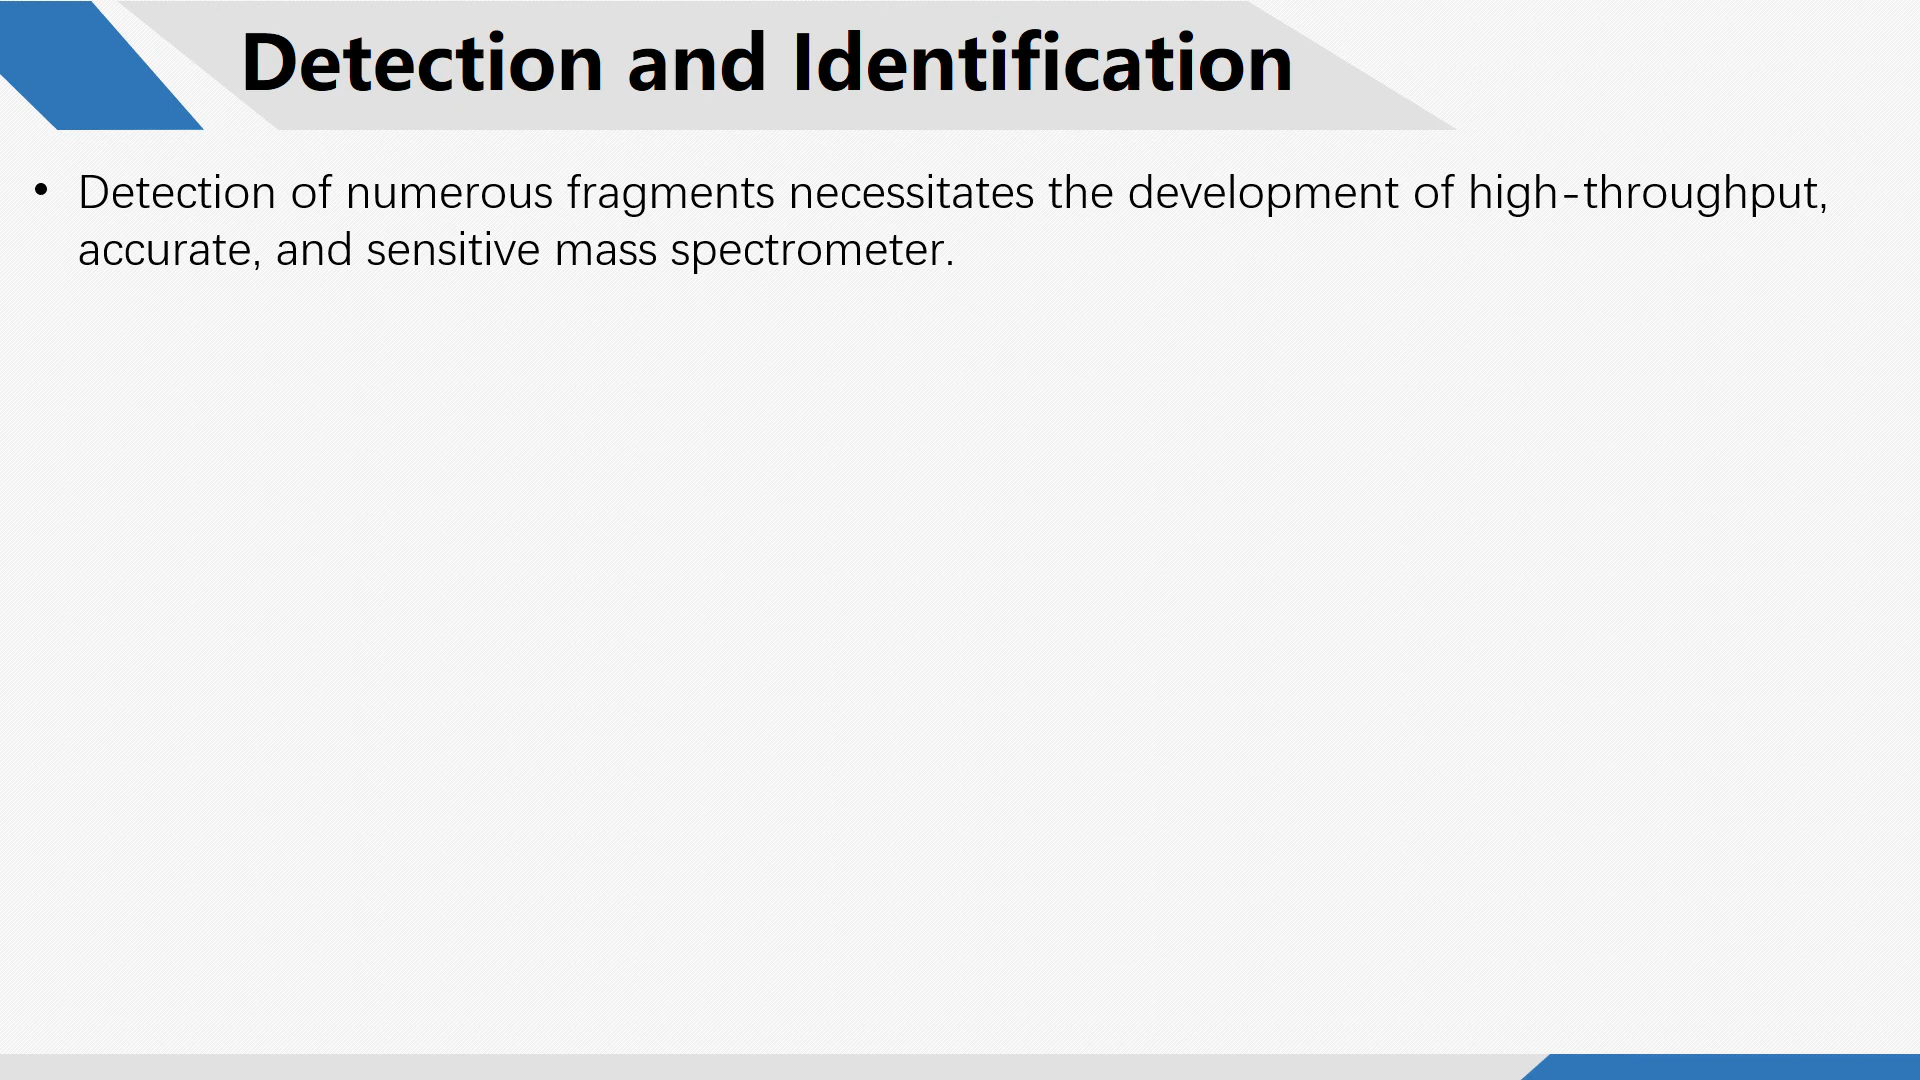 Detection and Identification
• Detection of numerous fragments necessitates the development of high-throughput,
accurate, and sensitive mass spectrometer.